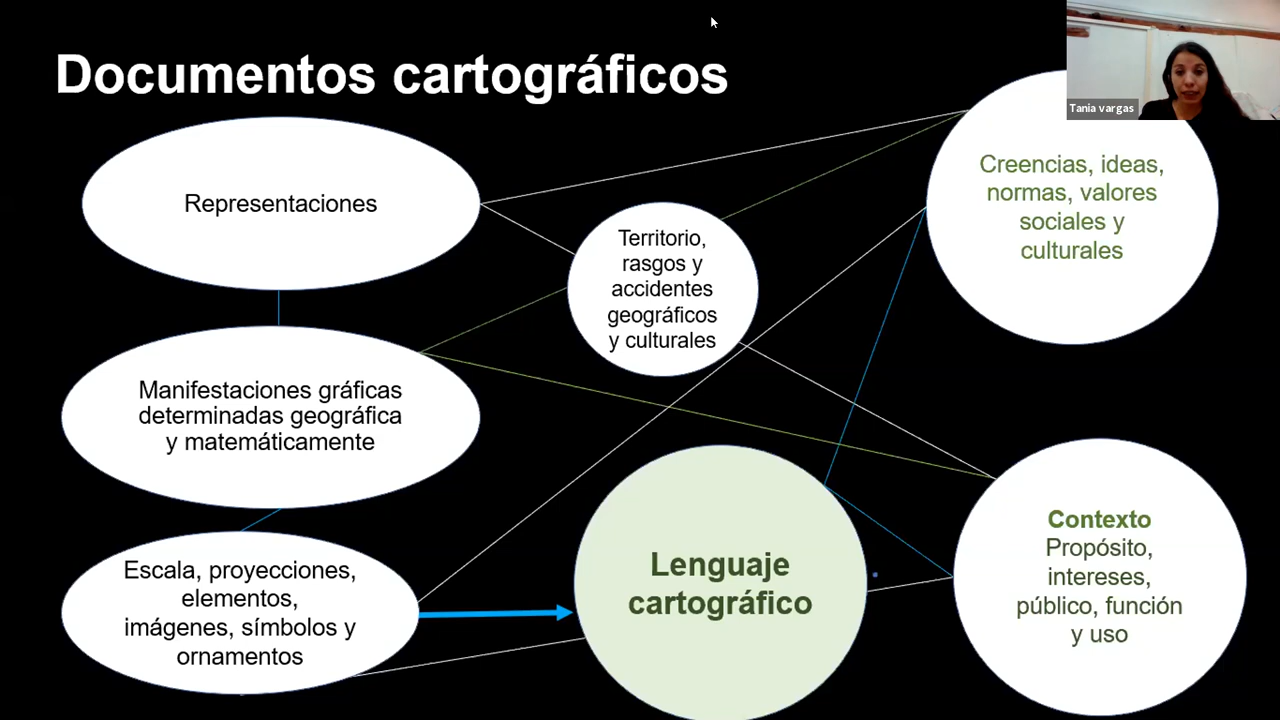 Documentos cartográficos
Tania vargas
Representaciones
Territorio,
rasgos y
accidentes
geográficos
y culturales
Creencias, ideas,
normas, valores
sociales y
culturales
Manifestaciones gráficas
determinadas geográfica
y matemáticamente
Escala, proyecciones,
elementos,
imágenes, símbolos y
ornamentos
Lenguaje
cartográfico
Contexto
Propósito,
intereses,
público, función
y uso